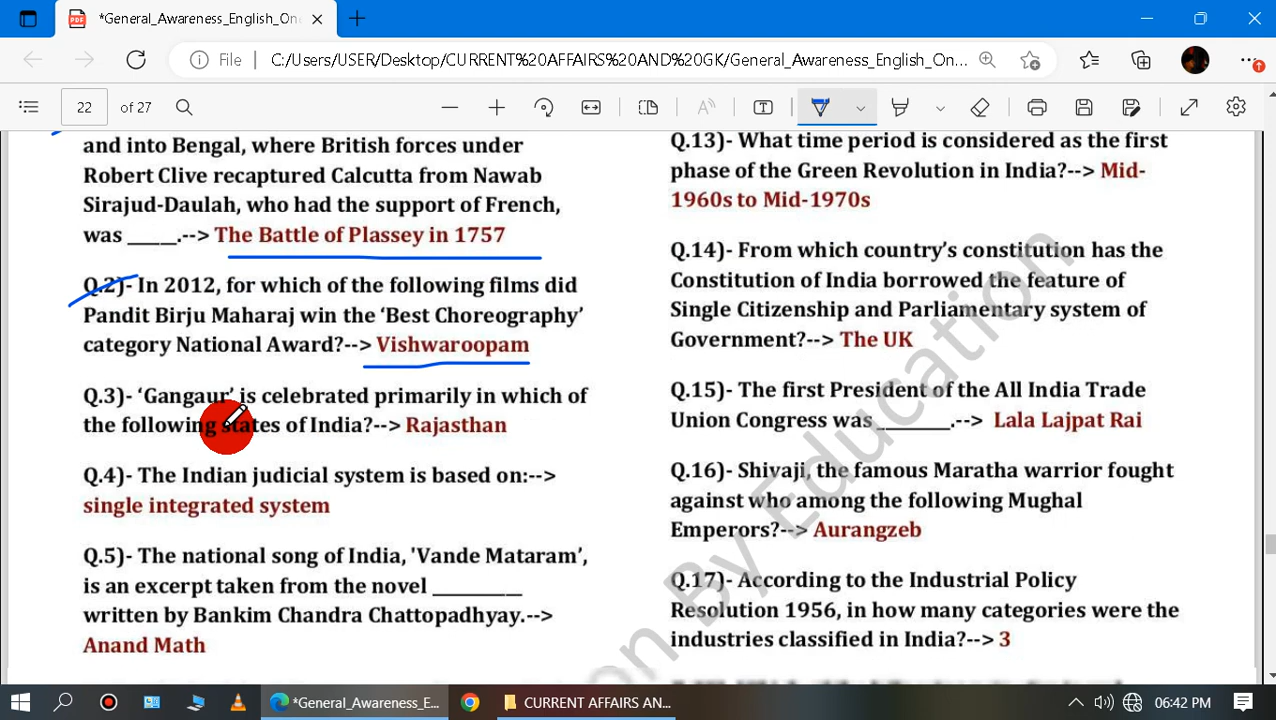 *General_Awareness_English_On
File
C:/Users/USER/Desktop/CURRENT%20AFFAIRS%20AND%20GK/General_Awareness_English_On...
22 of 27
and into Bengal, where British forces under
Robert Clive recaptured Calcutta from Nawab
Sirajud-Daulah, who had the support of French,
was _____.--> The Battle of Plassey in 1757
Q.2)- In 2012, for which of the following films did
Pandit Birju Maharaj win the ‘Best Choreography’
category National Award?--> Vishwaroopam
Q.3)- ‘Gangaur’ is celebrated primarily in which of
the following states of India?--> Rajasthan
Q.4)- The Indian judicial system is based on:-->
single integrated system
Q.5)- The national song of India, 'Vande Mataram’,
is an excerpt taken from the novel _________
written by Bankim Chandra Chattopadhyay.-->
Anand Math
Q.13)- What time period is considered as the first
phase of the Green Revolution in India?--> Mid-
1960s to Mid-1970s
Q.14)- From which country’s constitution has the
Constitution of India borrowed the feature of
Single Citizenship and Parliamentary system of
Government?--> The UK
Q.15)- The first President of the All India Trade
Union Congress was ________.--> Lala Lajpat Rai
Q.16)- Shivaji, the famous Maratha warrior fought
against who among the following Mughal
Emperors?--> Aurangzeb
Q.17)- According to the Industrial Policy
Resolution 1956, in how many categories were the
industries classified in India?--> 3
on By Education
*General_Awareness_E...
CURRENT AFFAIRS AN...
06:42 PM